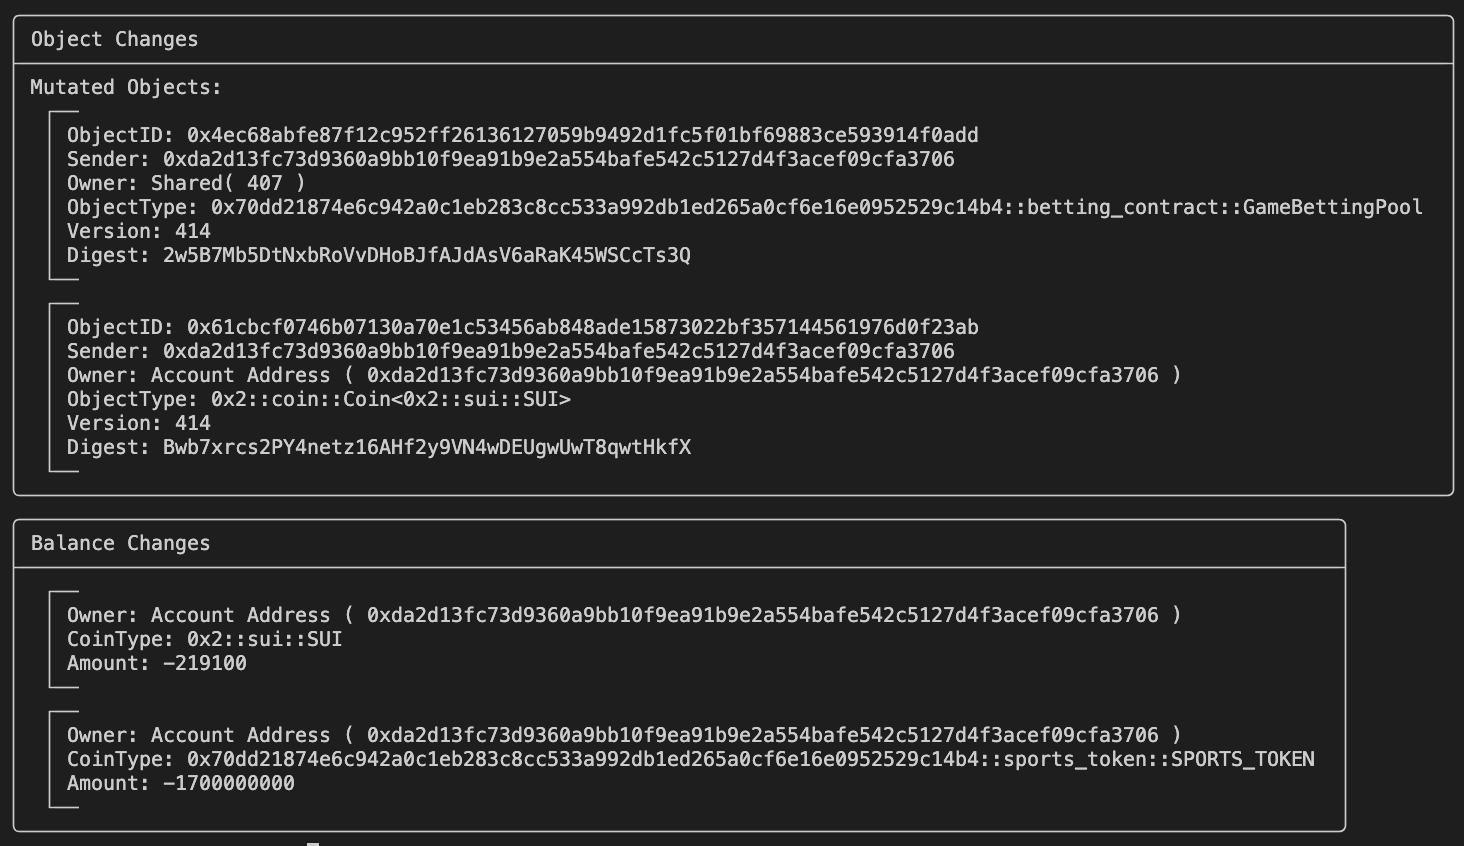 Object Changes
Mutated Objects:
ObjectID: 0x4ec68abfe87f12c952ff26136127059b9492d1fc5f01bf69883ce593914f0add
Sender: 0xda2d13fc73d9360a9bb10f9ea91b9e2a554bafe542c5127d4f3acef09cfa3706
Owner: Shared( 407 )
ObjectType: 0x70dd21874e6c942a0c1eb283c8cc533a992db1ed265a0cf6e16e0952529c14b4::betting_contract::GameBettingPool
Version: 414
Digest: 2w5B7Mb5DtNxbRoVvDHoBJfAJdAsV6aRaK45WSCcTs3Q
ObjectID: 0x61cbcf0746b07130a70e1c53456ab848ade15873022bf357144561976d0f23ab
Sender: 0xda2d13fc73d9360a9bb10f9ea91b9e2a554bafe542c5127d4f3acef09cfa3706
Owner: Account Address ( 0xda2d13fc73d9360a9bb10f9ea91b9e2a554bafe542c5127d4f3acef09cfa3706 )
ObjectType: 0x2::coin::Coin<0x2::sui::SUI>
Version: 414
Digest: Bwb7xrcs2PY4netz16AHf2y9VN4wDEUgwUwT8qwtHkfX
Balance Changes
Owner: Account Address ( 0xda2d13fc73d9360a9bb10f9ea91b9e2a554bafe542c5127d4f3acef09cfa3706 )
CoinType: 0x2::sui::SUI
Amount: -219100
Owner: Account Address ( 0xda2d13fc73d9360a9bb10f9ea91b9e2a554bafe542c5127d4f3acef09cfa3706 )
CoinType: 0x70dd21874e6c942a0c1eb283c8cc533a992db1ed265a0cf6e16e0952529c14b4::sports_token::SPORTS_TOKEN
Amount: -1700000000